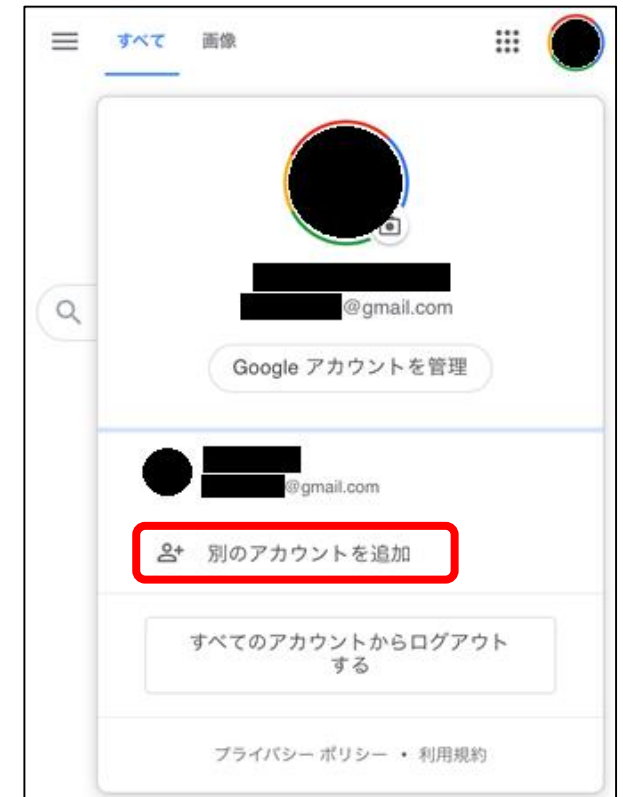 すべて 画像
@gmail.com
Google アカウントを管理
@gmail.com
別のアカウントを追加
すべてのアカウントからログアウト
する
プライバシー ポリシー • 利用規約